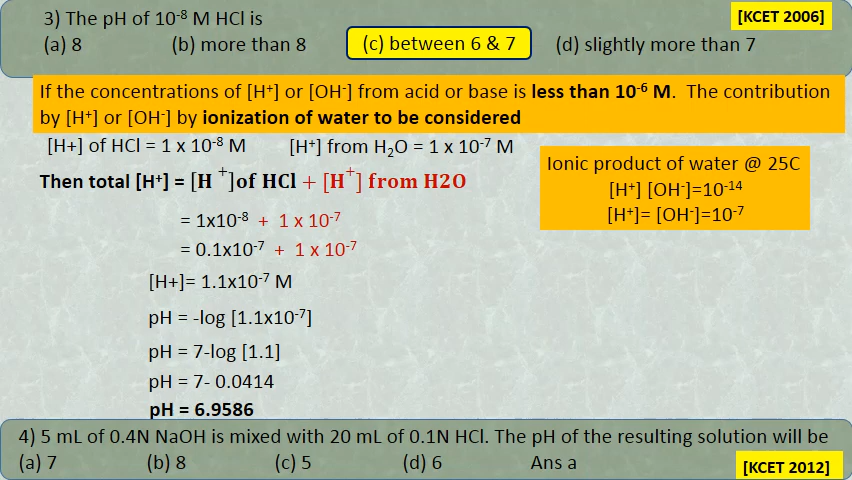 3) The pH of 10⁻⁸ M HCl is
[KCET 2006]
(a) 8 (b) more than 8 (c) between 6 & 7 (d) slightly more than 7
If the concentrations of [H⁺] or [OH⁻] from acid or base is less than 10⁻⁶ M. The contribution
by [H⁺] or [OH⁻] by ionization of water to be considered
[H+] of HCl = 1 x 10⁻⁸ M [H⁺] from H₂O = 1 x 10⁻⁷ M
Then total [H⁺] = [H ⁺]of HCl + [H⁺] from H2O
= 1x10⁻⁸ + 1 x 10⁻⁷
= 0.1x10⁻⁷ + 1 x 10⁻⁷
[H+]= 1.1x10⁻⁷ M
pH = -log [1.1x10⁻⁷]
pH = 7-log [1.1]
pH = 7- 0.0414
pH = 6.9586
Ionic product of water @ 25C
[H⁺] [OH⁻]=10⁻¹⁴
[H⁺]= [OH⁻]=10⁻⁷
4) 5 mL of 0.4N NaOH is mixed with 20 mL of 0.1N HCl. The pH of the resulting solution will be
(a) 7 (b) 8 (c) 5 (d) 6 Ans a
[KCET 2012]